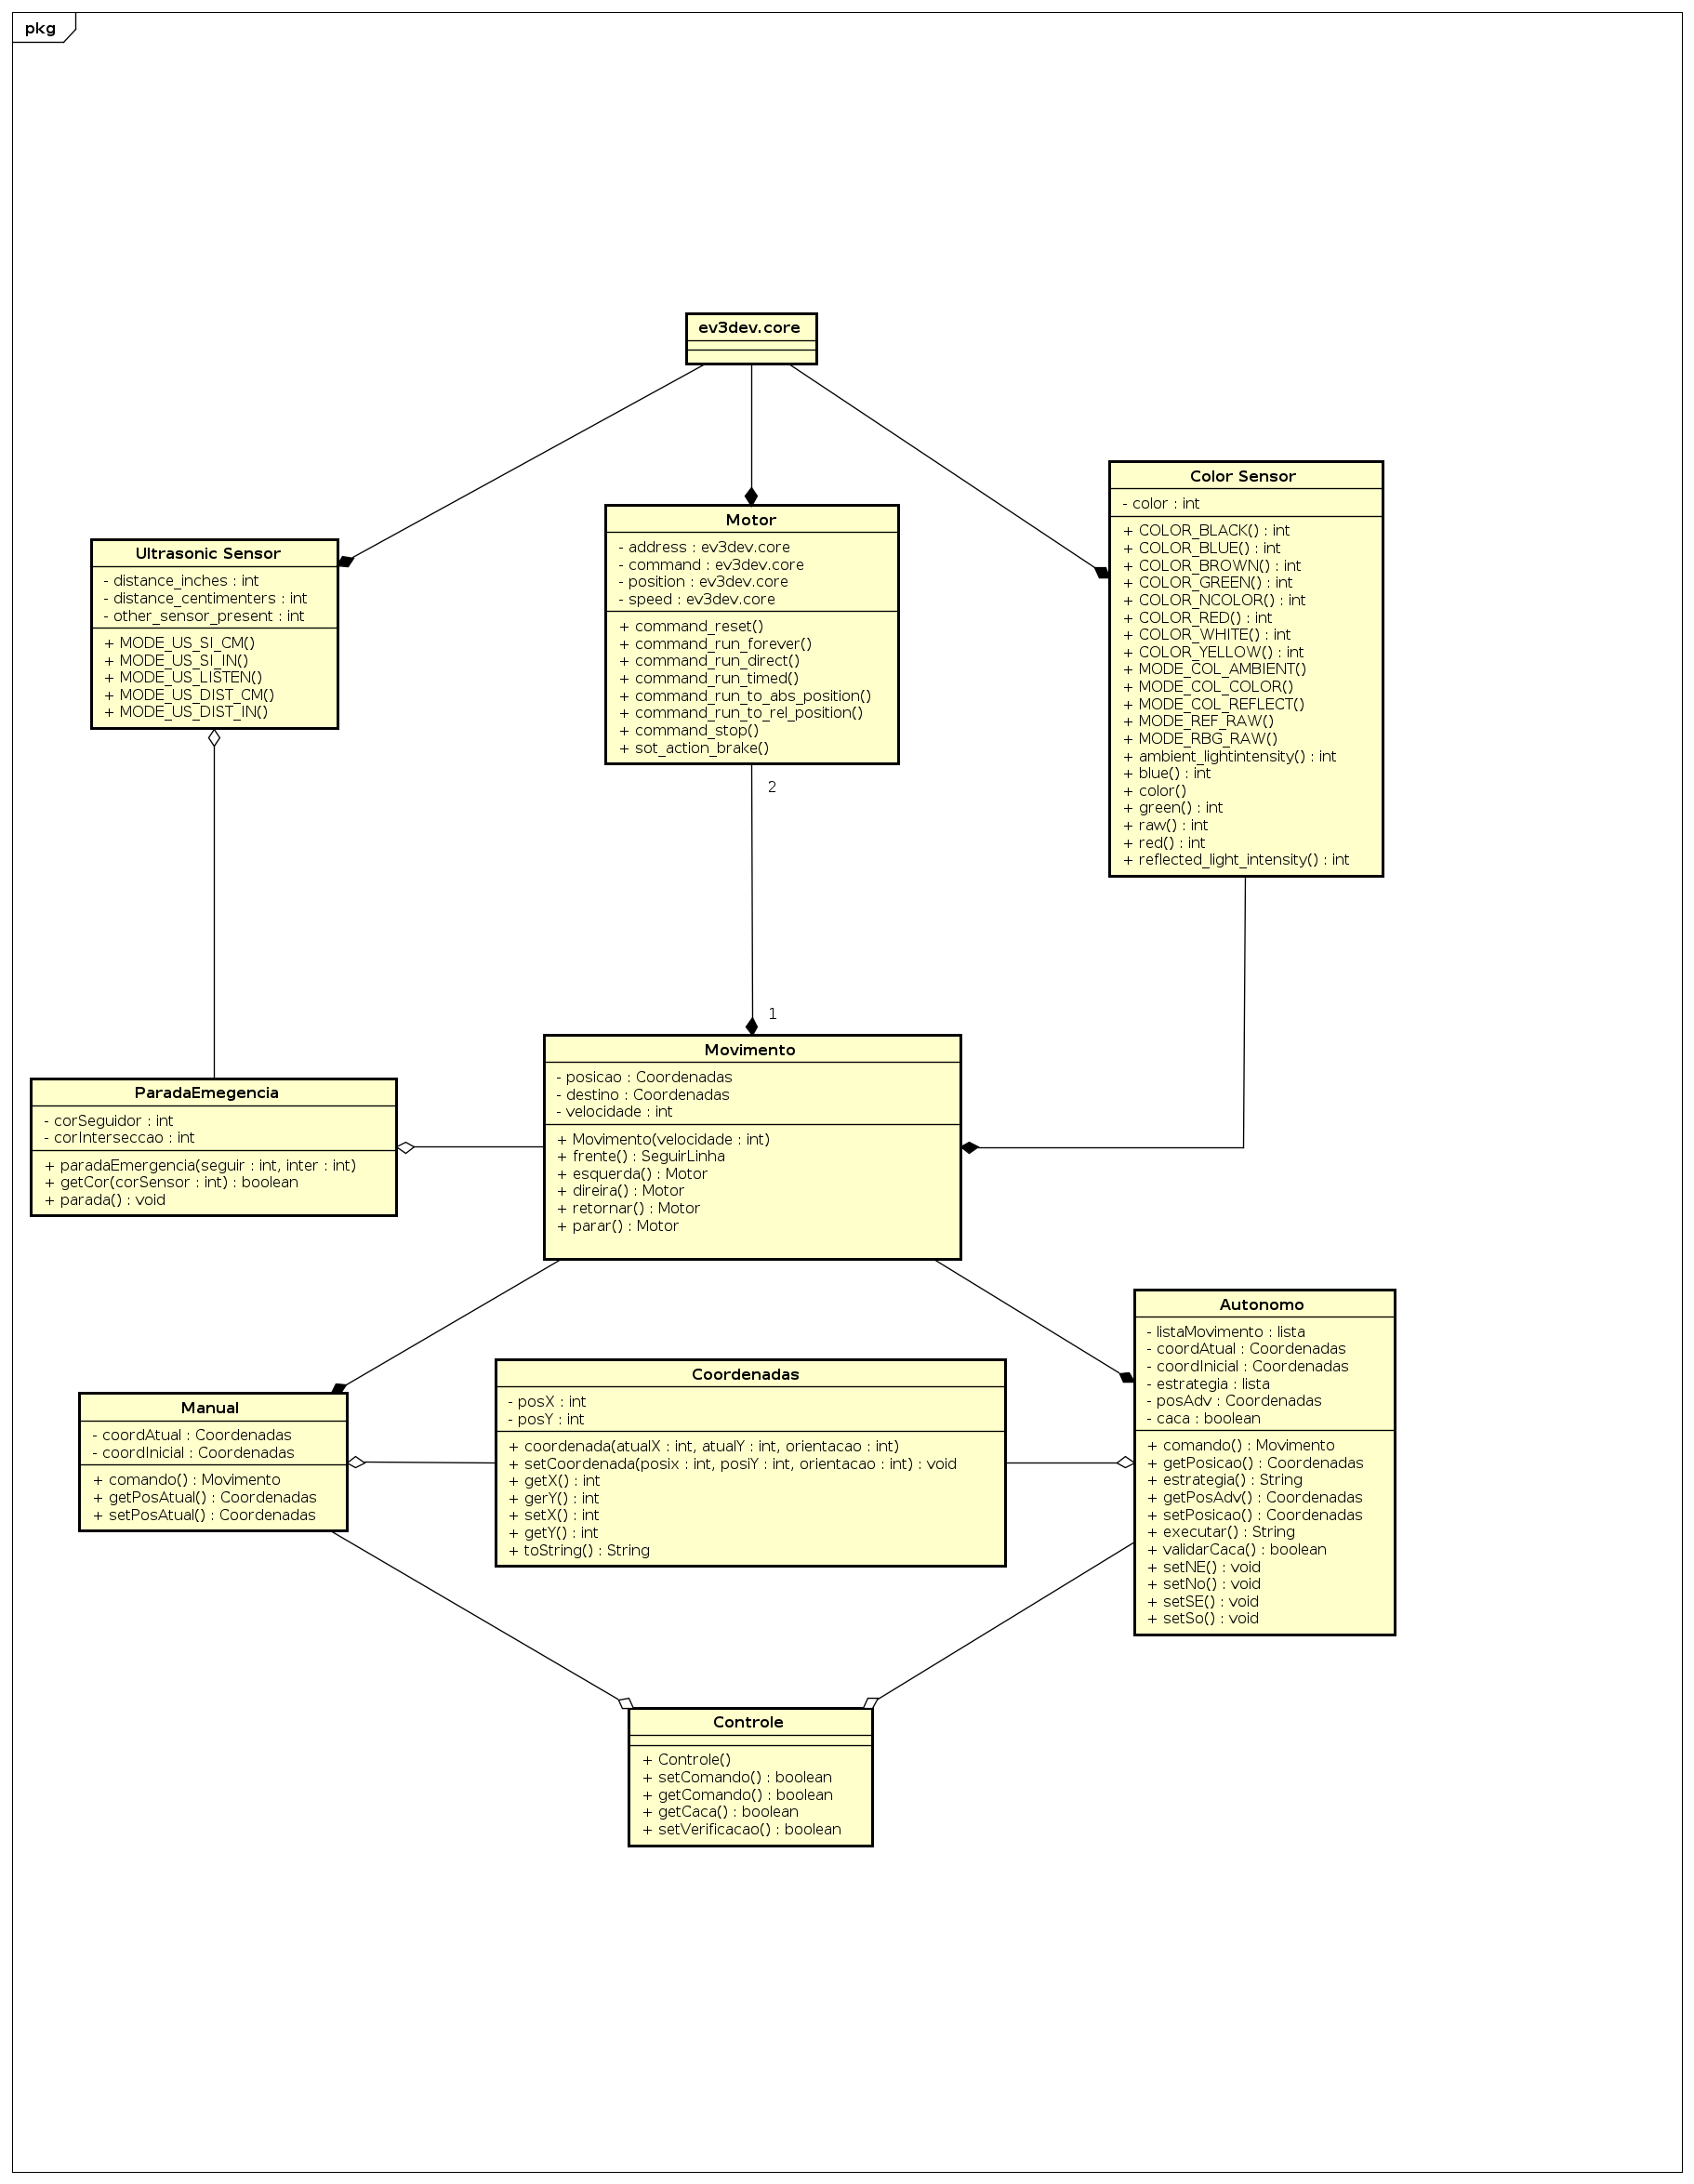 pkg
ev3dev.core
Color Sensor
- color : int
+ COLOR_BLACK() : int
+ COLOR_BLUE() : int
+ COLOR_BROWN() : int
+ COLOR_GREEN() : int
+ COLOR_NCOLOR() : int
+ COLOR_RED() : int
+ COLOR_WHITE() : int
+ COLOR_YELLOW() : int
+ MODE_COL_AMBIENT()
+ MODE_COL_COLOR()
+ MODE_COL_REFLECT()
+ MODE_REF_RAW()
+ MODE_RBG_RAW()
+ ambient_lightintensity() : int
+ blue() : int
+ color()
+ green() : int
+ raw() : int
+ red() : int
+ reflected_light_intensity() : int
Motor
- address : ev3dev.core
- command : ev3dev.core
- position : ev3dev.core
- speed : ev3dev.core
+ command_reset()
+ command_run_forever()
+ command_run_direct()
+ command_run_timed()
+ command_run_to_abs_position()
+ command_run_to_rel_position()
+ command_stop()
+ sot_action_brake()
Ultrasonic Sensor
- distance_inches : int
- distance_centimenters : int
- other_sensor_present : int
+ MODE_US_SI_CM()
+ MODE_US_SI_IN()
+ MODE_US_LISTEN()
+ MODE_US_DIST_CM()
+ MODE_US_DIST_IN()
2
1
Movimento
- posicao : Coordenadas
- destino : Coordenadas
- velocidade : int
+ Movimento(velocidade : int)
+ frente() : SeguirLinha
+ esquerda() : Motor
+ direira() : Motor
+ retornar() : Motor
+ parar() : Motor
ParadaEmegencia
- corSeguidor : int
- corInterseccao : int
+ paradaEmergencia(seguir : int, inter : int)
+ getCor(corSensor : int) : boolean
+ parada() : void
Autonomo
- listaMovimento : lista
- coordAtual : Coordenadas
- coordInicial : Coordenadas
- estrategia : lista
- posAdv : Coordenadas
- caca : boolean
+ comando() : Movimento
+ getPosicao() : Coordenadas
+ estrategia() : String
+ getPosAdv() : Coordenadas
+ setPosicao() : Coordenadas
+ executar() : String
+ validarCaca() : boolean
+ setNE() : void
+ setNo() : void
+ setSE() : void
+ setSo() : void
Coordenadas
- posX : int
- posY : int
+ coordenada(atualX : int, atualY : int, orientacao : int)
+ setCoordenada(posix : int, posiY : int, orientacao : int) : void
+ getX() : int
+ gerY() : int
+ setX() : int
+ getY() : int
+ toString() : String
Manual
- coordAtual : Coordenadas
- coordInicial : Coordenadas
+ comando() : Movimento
+ getPosAtual() : Coordenadas
+ setPosAtual() : Coordenadas
Controle
+ Controle()
+ setComando() : boolean
+ getComando() : boolean
+ getCaca() : boolean
+ setVerificacao() : boolean